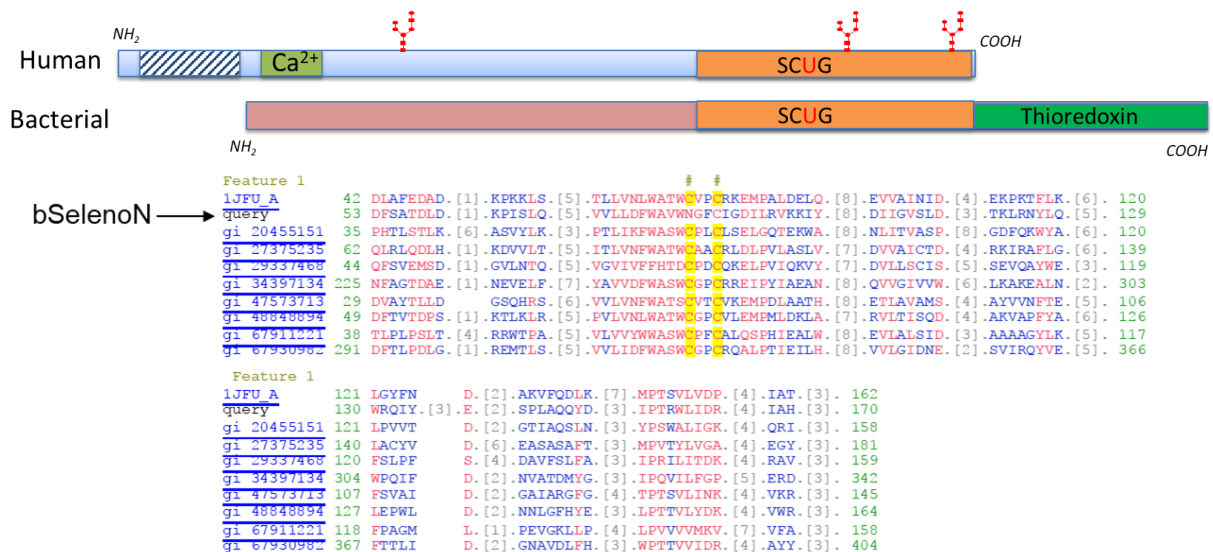 NH2
COOH
Human
Ca2+
SCUG
Bacterial
SCUG
Thioredoxin
NH2
COOH
Feature 1 # #
1JFU_A 42 DLAFEDAD.[1].KPKKLS.[5].TLLVNLWATWCVPCRKEMPALDELQ.[8].EVVAINID.[3].EKPKTFLK.[6]. 120
bSelenoN query 53 DFSATDLD.[1].KPISLQ.[5].VVLLDFWAVWNGFCIGDILRVKKIY.[8].DIIGVSLD.[3].TKLRNYLQ.[5]. 129
gi 20455151 35 PHTLSTLK.[6].ASVYLK.[3].PTLIKFWASWCPLCLSELGQTEKWA.[8].NLITVASP.[8].GDFQKWYA.[6]. 120
gi 27375235 62 QLRLQDLH.[1].KDVVLT.[5].ITLVNLWATWCAACRLDLPVLASLV.[7].DVVAICTD.[4].RKIRAFLG.[6]. 139
gi 29337468 44 QFSVEMSD.[1].GVLNTQ.[5].VGVIVFFHTDCPDCQKELPVIQKVY.[7].DVLLSCIS.[5].SEVQAYWE.[3]. 119
gi 34397134 225 NFAGTDAE.[1].NEVELF.[7].YAVVDFWASWCGPCRREIPYIAEAN.[8].QVVGIVVW.[6].LKAKEALN.[2]. 303
gi 47573713 29 DVAYTLLD GSQHRS.[6].VVLVNFWATSCVTCVKEMPDLAATH.[8].ETLAVAMS.[4].AYVVNFTE.[5]. 106
gi 48848894 49 DFTVTDPS.[1].KTLKLR.[5].PVLVNLWATWCGPCVLEMPMLDKLA.[7].RVLTISQD.[4].AKVAPFYA.[6]. 126
gi 67911221 38 TLPLPSLT.[4].RRWTPA.[5].VLVVYWWASWCPFCALQSPHIEALW.[8].EVLALSID.[3].AAAAGYLK.[5]. 117
gi 67930982 291 DFTLPDLG.[1].REMTLS.[5].VVLIDFWASWCGPCRQALPTIEILH.[8].VVLGIDNE.[2].SVIRQYVE.[5]. 366
Feature 1
1JFU_A 121 LGYFN D.[2].AKVFQDLK.[7].MPTSVLVDP.[4].IAT.[3]. 162
query 130 WRQIY.[3].E.[2].SPLAQQYD.[3].IPTRWLIDR.[4].IAH.[3]. 170
gi 20455151 121 LPVVT D.[2].GTIAQSLN.[3].YPSWALIGK.[4].QRI.[3]. 158
gi 27375235 140 LACYV D.[6].EASASAFT.[3].MPVTYLVGA.[4].EGY.[3]. 181
gi 29337468 120 FSLPF S.[4].DAVFSLFA.[3].IPRILITDK.[4].RAV.[3]. 159
gi 34397134 304 WPQIF D.[2].NVATDMYG.[3].IPQVILFGP.[5].ERD.[3]. 342
gi 47573713 107 FSVAI D.[2].GAIARGFG.[4].TPTSVLINK.[4].VKR.[3]. 145
gi 48848894 127 LEPWL D.[2].NNLGFHYE.[3].LPTTVLYDK.[4].VWR.[3]. 164
gi 67911221 118 FPAGM L.[1].PEVGKLLP.[4].LPVVVVMKV.[7].VFA.[3]. 158
gi 67930982 367 FTTLI D.[2].GNAVDLFH.[3].WPTTVVIDR.[4].AYY.[3]. 404